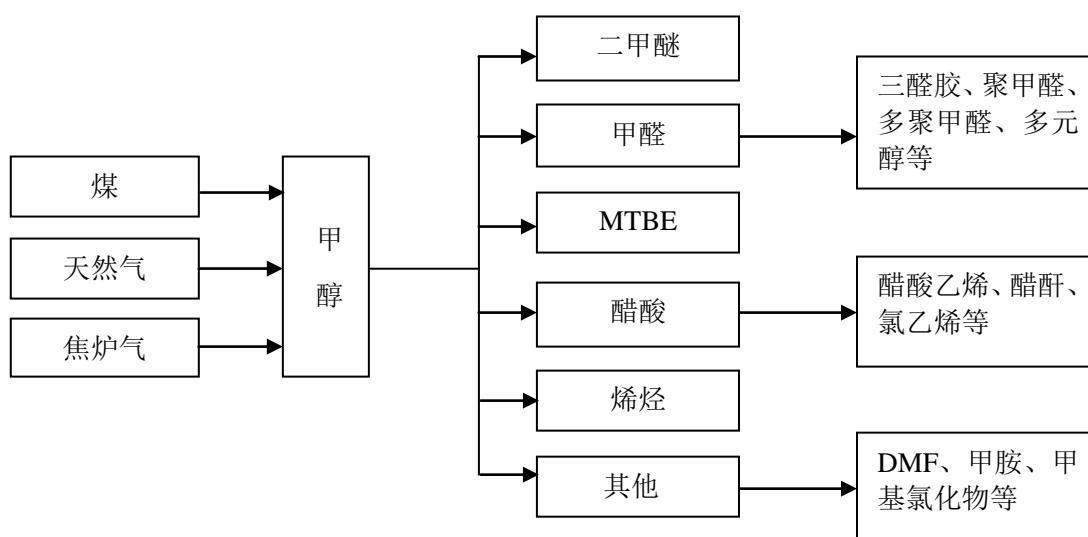 煤
天然气
焦炉气
甲
醇
二甲醚
甲醛
MTBE
醋酸
烯烃
其他
三醛胶、聚甲醛、
多聚甲醛、多元
醇等
醋酸乙烯、醋酐、
氯乙烯等
DMF、甲胺、甲
基氯化物等